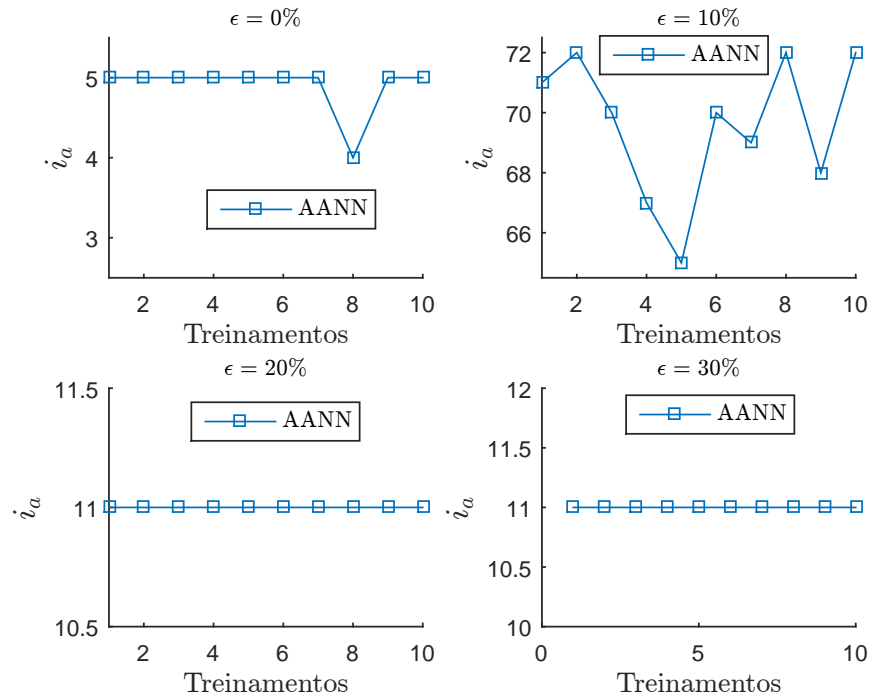 ϵ = 0%
5
4
3
i_a
AANN
2 4 6 8 10
Treinamentos
ϵ = 10%
72
70
68
66
i_a
AANN
2 4 6 8 10
Treinamentos
ϵ = 20%
11.5
11
10.5
i_a
AANN
2 4 6 8 10
Treinamentos
ϵ = 30%
12
11.5
11
10.5
10
i_a
AANN
0 5 10
Treinamentos